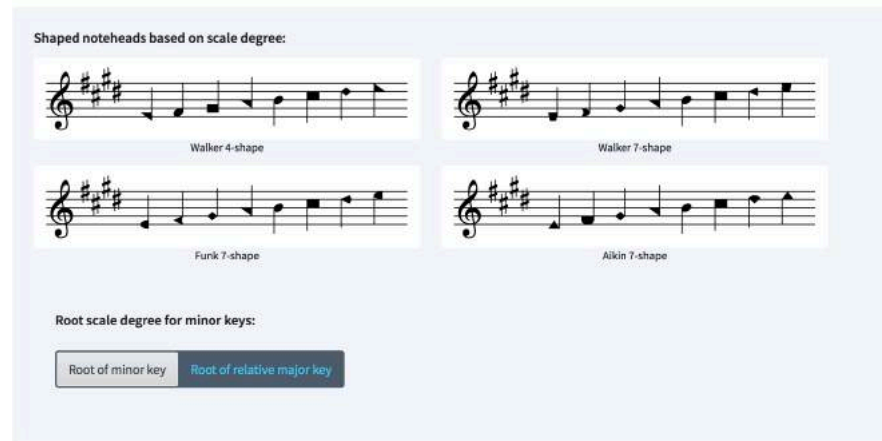 Shaped noteheads based on scale degree:
Walker 4-shape
Walker 7-shape
Funk 7-shape
Aikin 7-shape
Root scale degree for minor keys:
Root of minor key
Root of relative major key